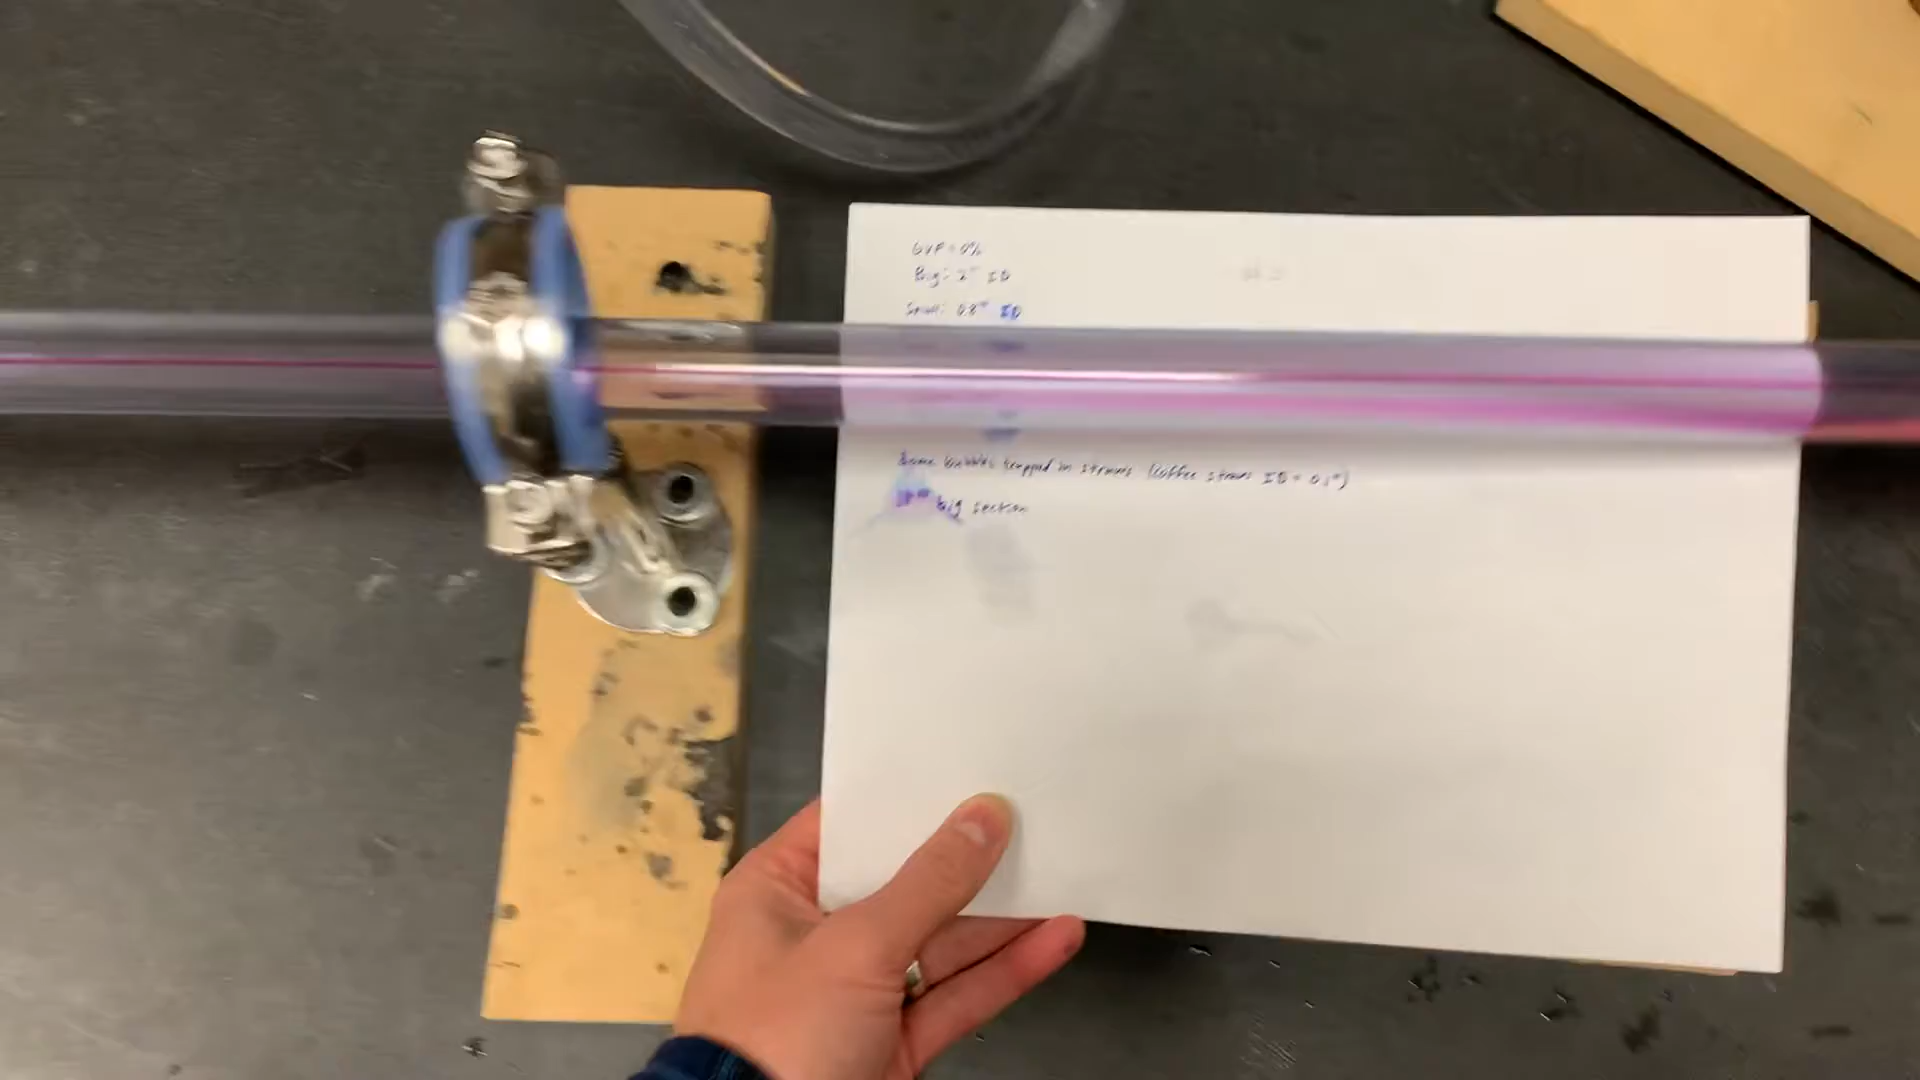 GVF = 0%
Big: 2" ID
Small: 0.8" ID
Some bubbles trapped in straws (coffee straws ID = 0.1")
big section